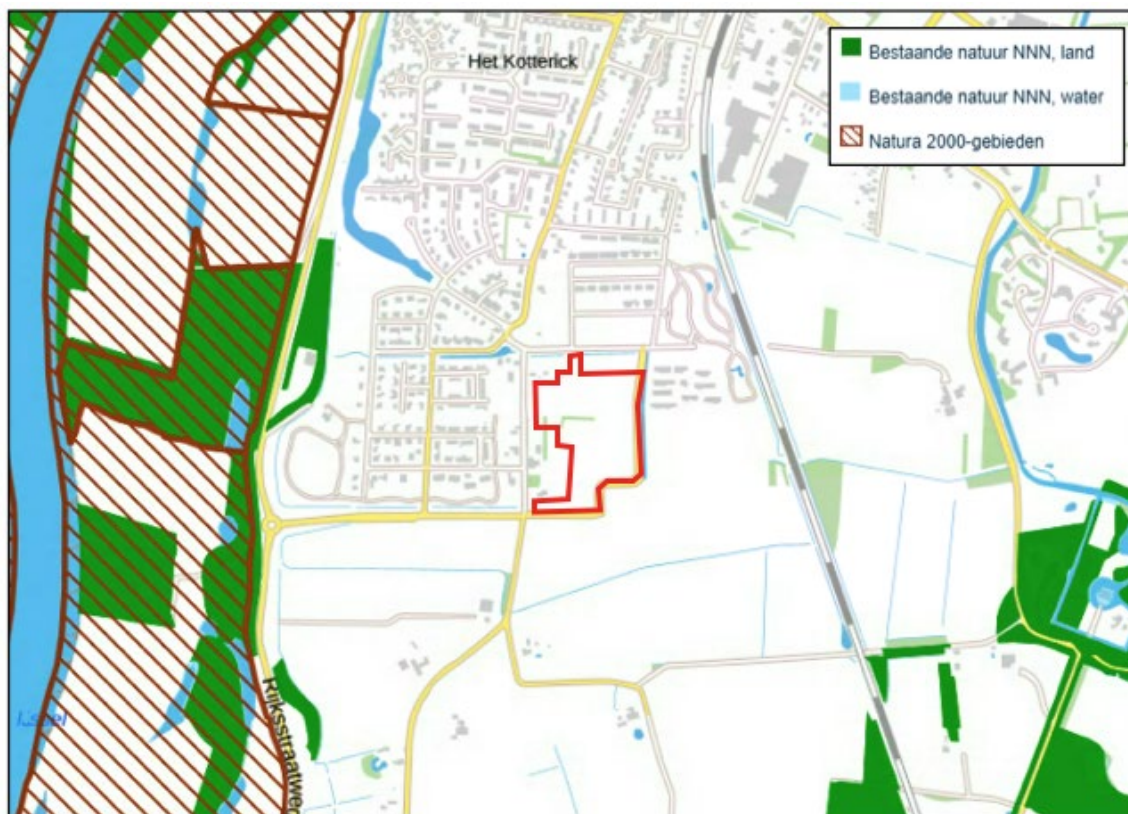 Het Kotterick
Bestaande natuur NNN, land
Bestaande natuur NNN, water
Natura 2000-gebieden
IJssel
Rijksstraatweg